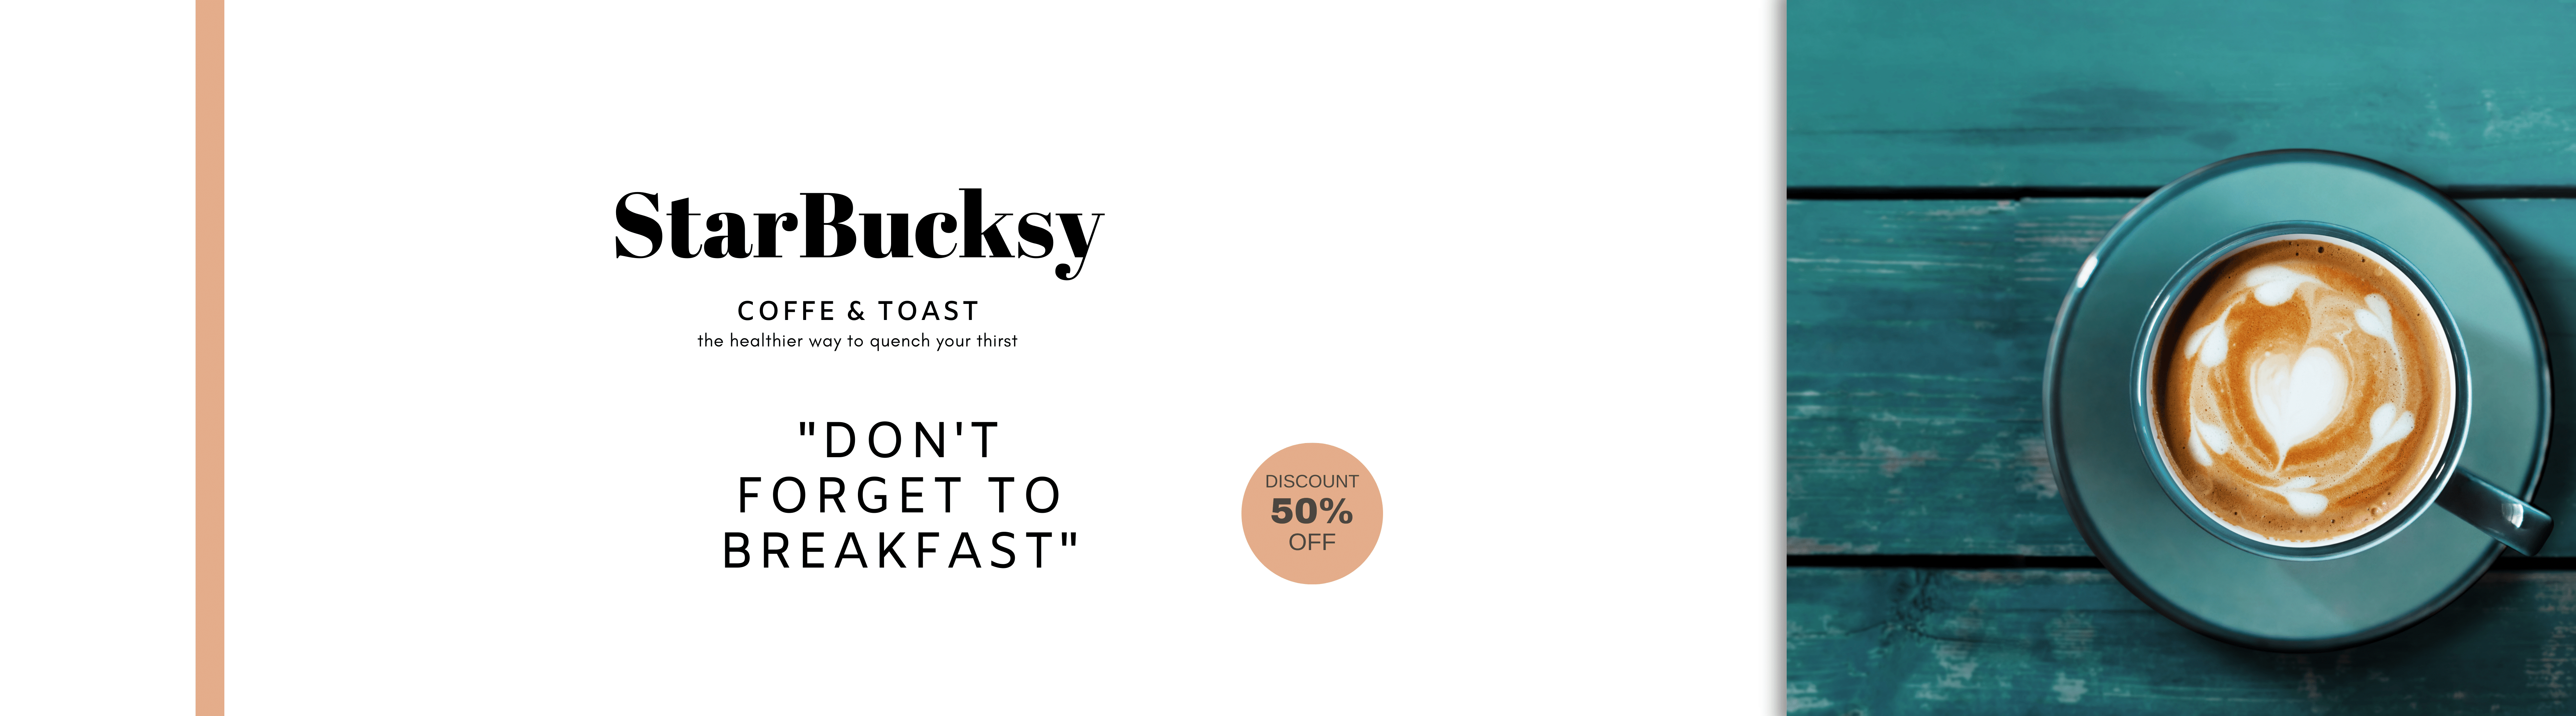 StarBucksy
COFFE & TOAST
the healthier way to quench your thirst
"DON'T
FORGET TO
BREAKFAST"
DISCOUNT
50%
OFF